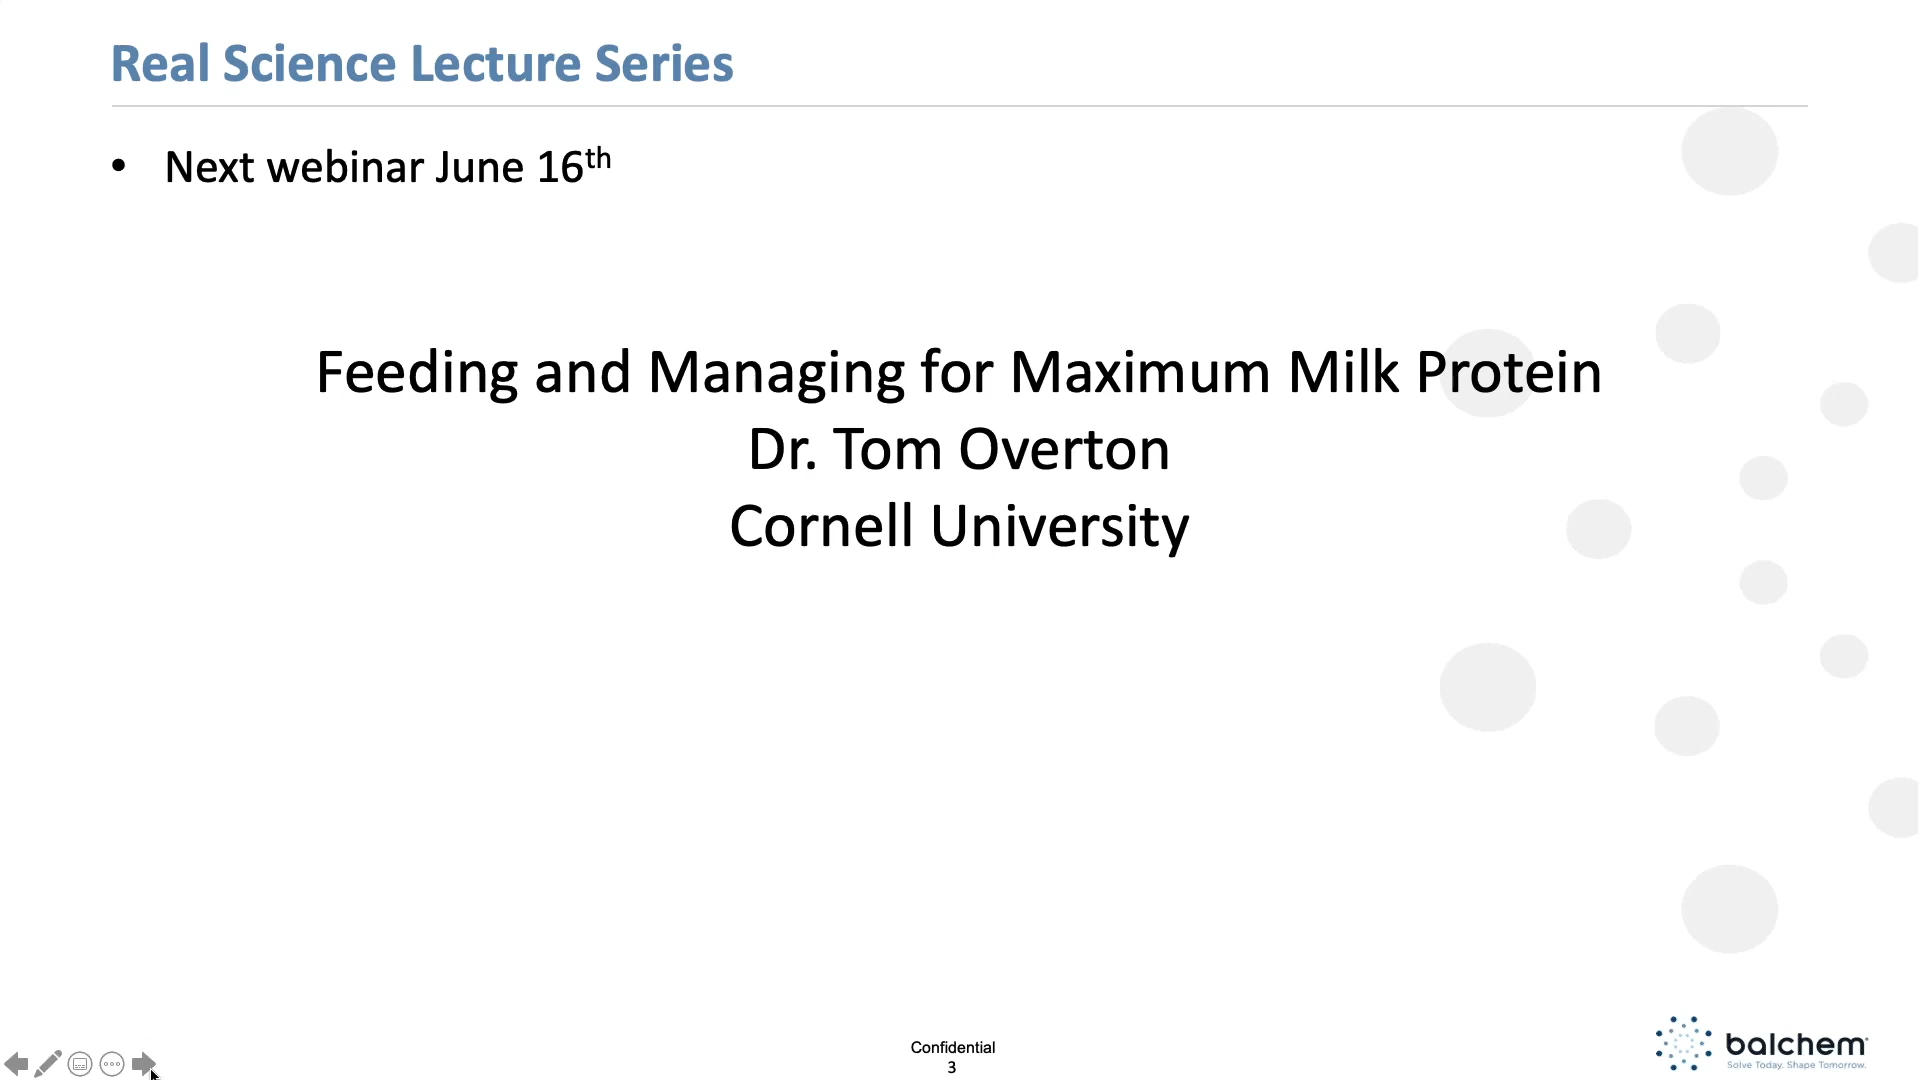 Real Science Lecture Series
• Next webinar June 16th
Feeding and Managing for Maximum Milk Protein
Dr. Tom Overton
Cornell University
Confidential
3
balchem
Solve Today. Shape Tomorrow.